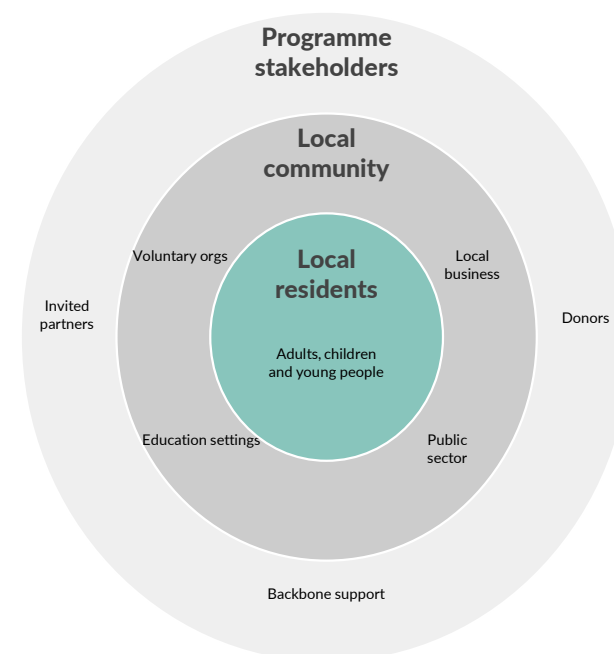 Programme
stakeholders
Local
community
Voluntary orgs
Local
business
Local
residents
Invited
partners
Donors
Adults, children
and young people
Education settings
Public
sector
Backbone support